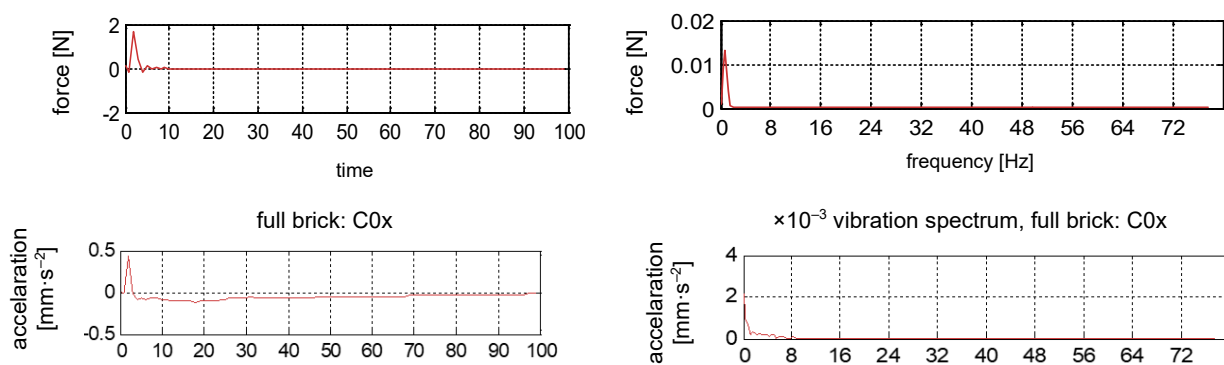 force [N]
2
0
-2
0 10 20 30 40 50 60 70 80 90 100
time
force [N]
0.02
0.01
0
0 8 16 24 32 40 48 56 64 72
frequency [Hz]
full brick: C0x
accelaration
[mm·s⁻²]
0.5
0
-0.5
0 10 20 30 40 50 60 70 80 90 100
×10⁻³ vibration spectrum, full brick: C0x
accelaration
[mm·s⁻²]
4
2
0
0 8 16 24 32 40 48 56 64 72